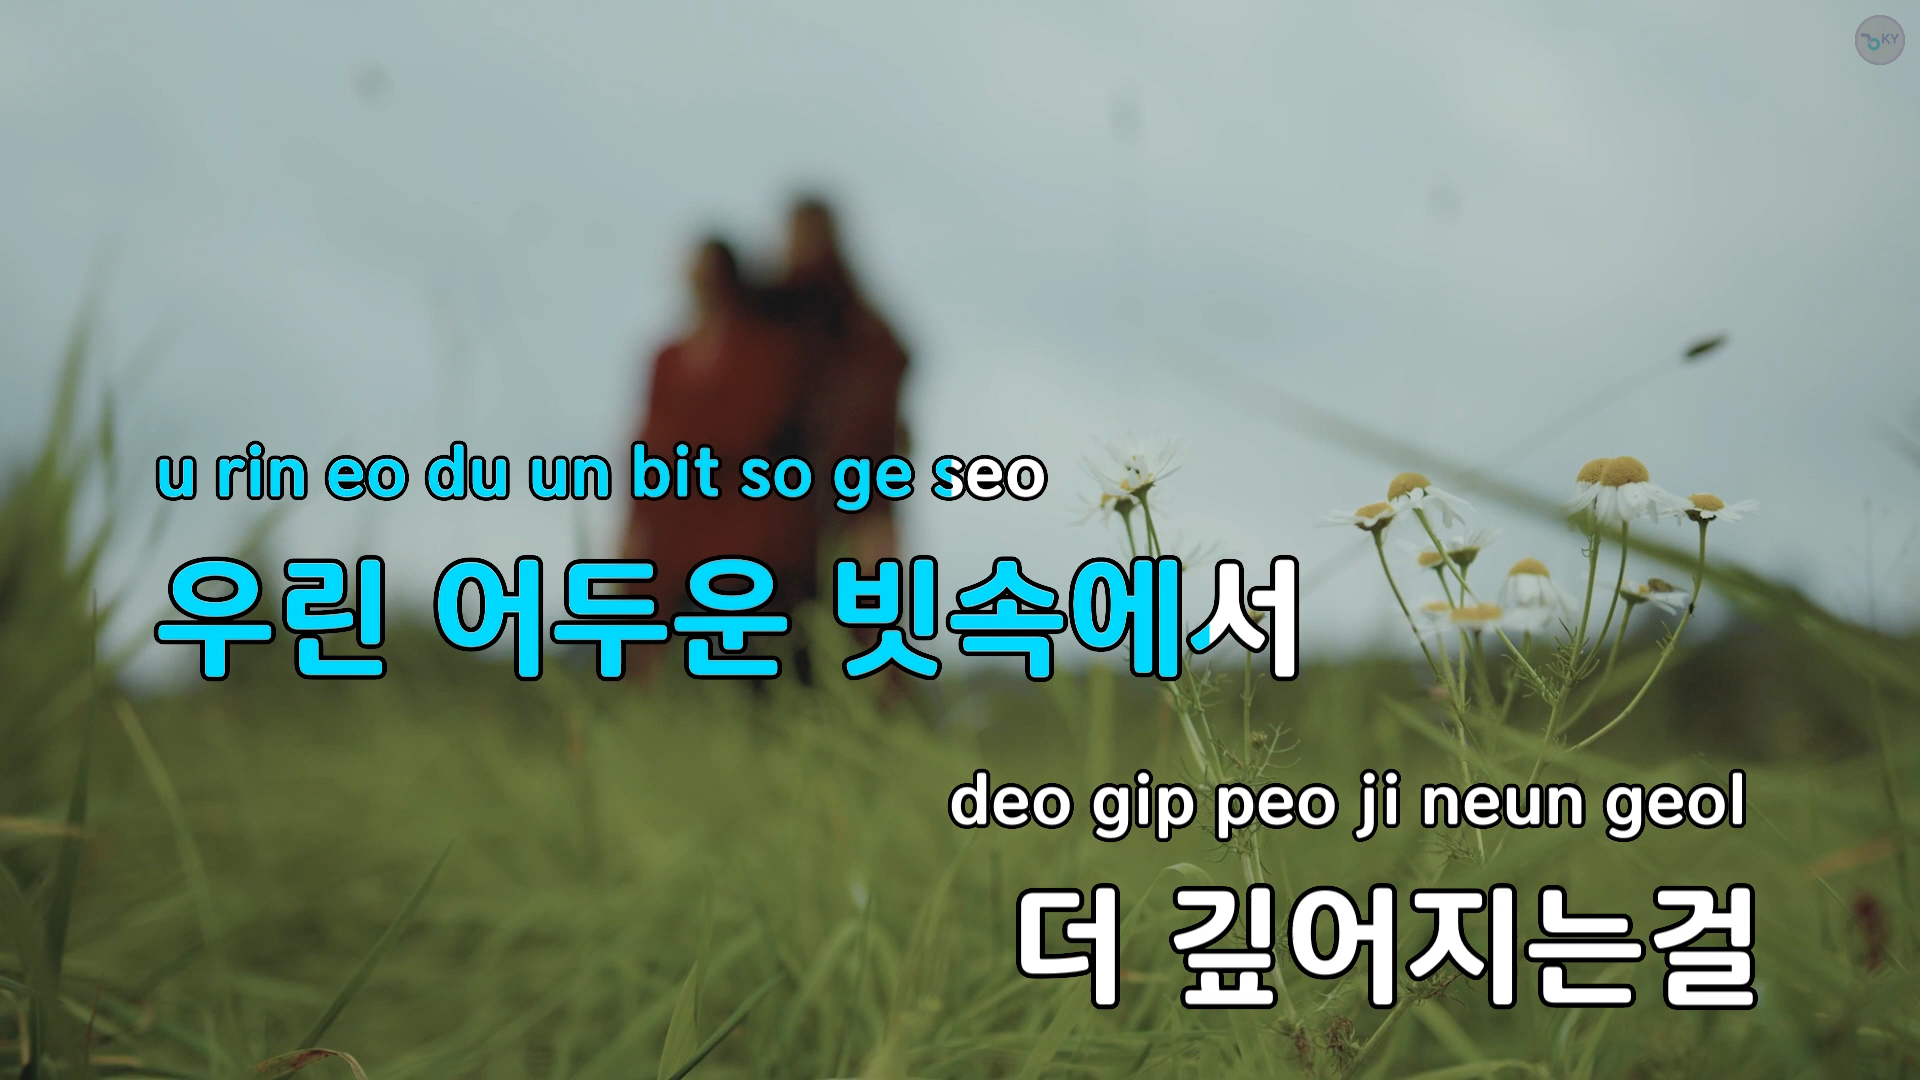 KY
u rin eo du un bit so ge seo
우린 어두운 빗속에서
deo gip peo ji neun geol
더 깊어지는걸